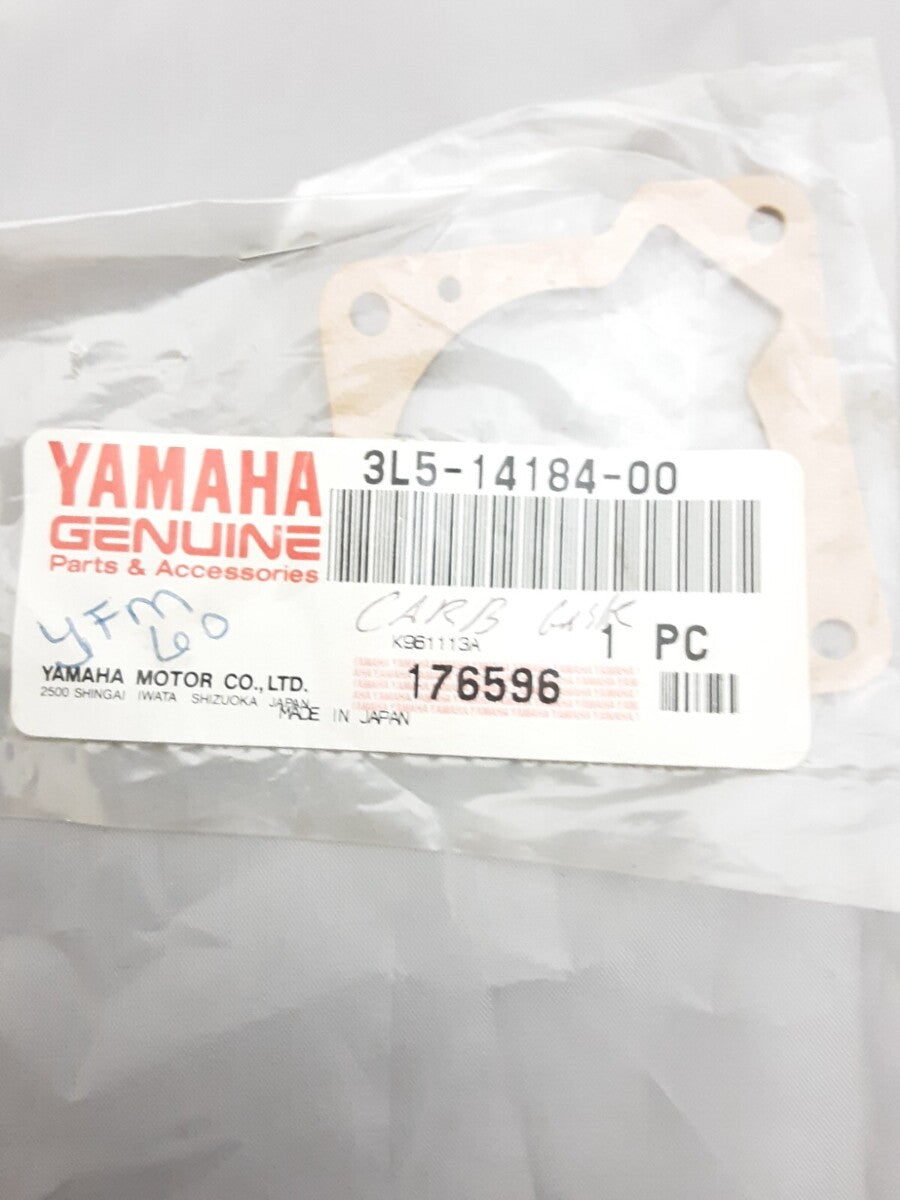 YAMAHA
GENUINE
Parts & Accessories
3L5-14184-00
YFM
60
CARB GASK
K961113A
1 PC
YAMAHA MOTOR CO.,LTD.
2500 SHINGAI IWATA SHIZUOKA JAPAN
MADE IN JAPAN
176596